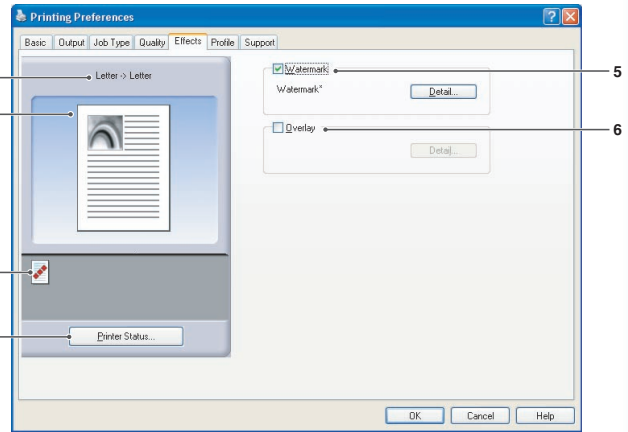 Printing Preferences
Basic Output Job Type Quality Effects Profile Support
Letter -> Letter
Watermark
5
Watermark*
Detail...
Overlay
6
Detail...
Printer Status...
OK Cancel Help